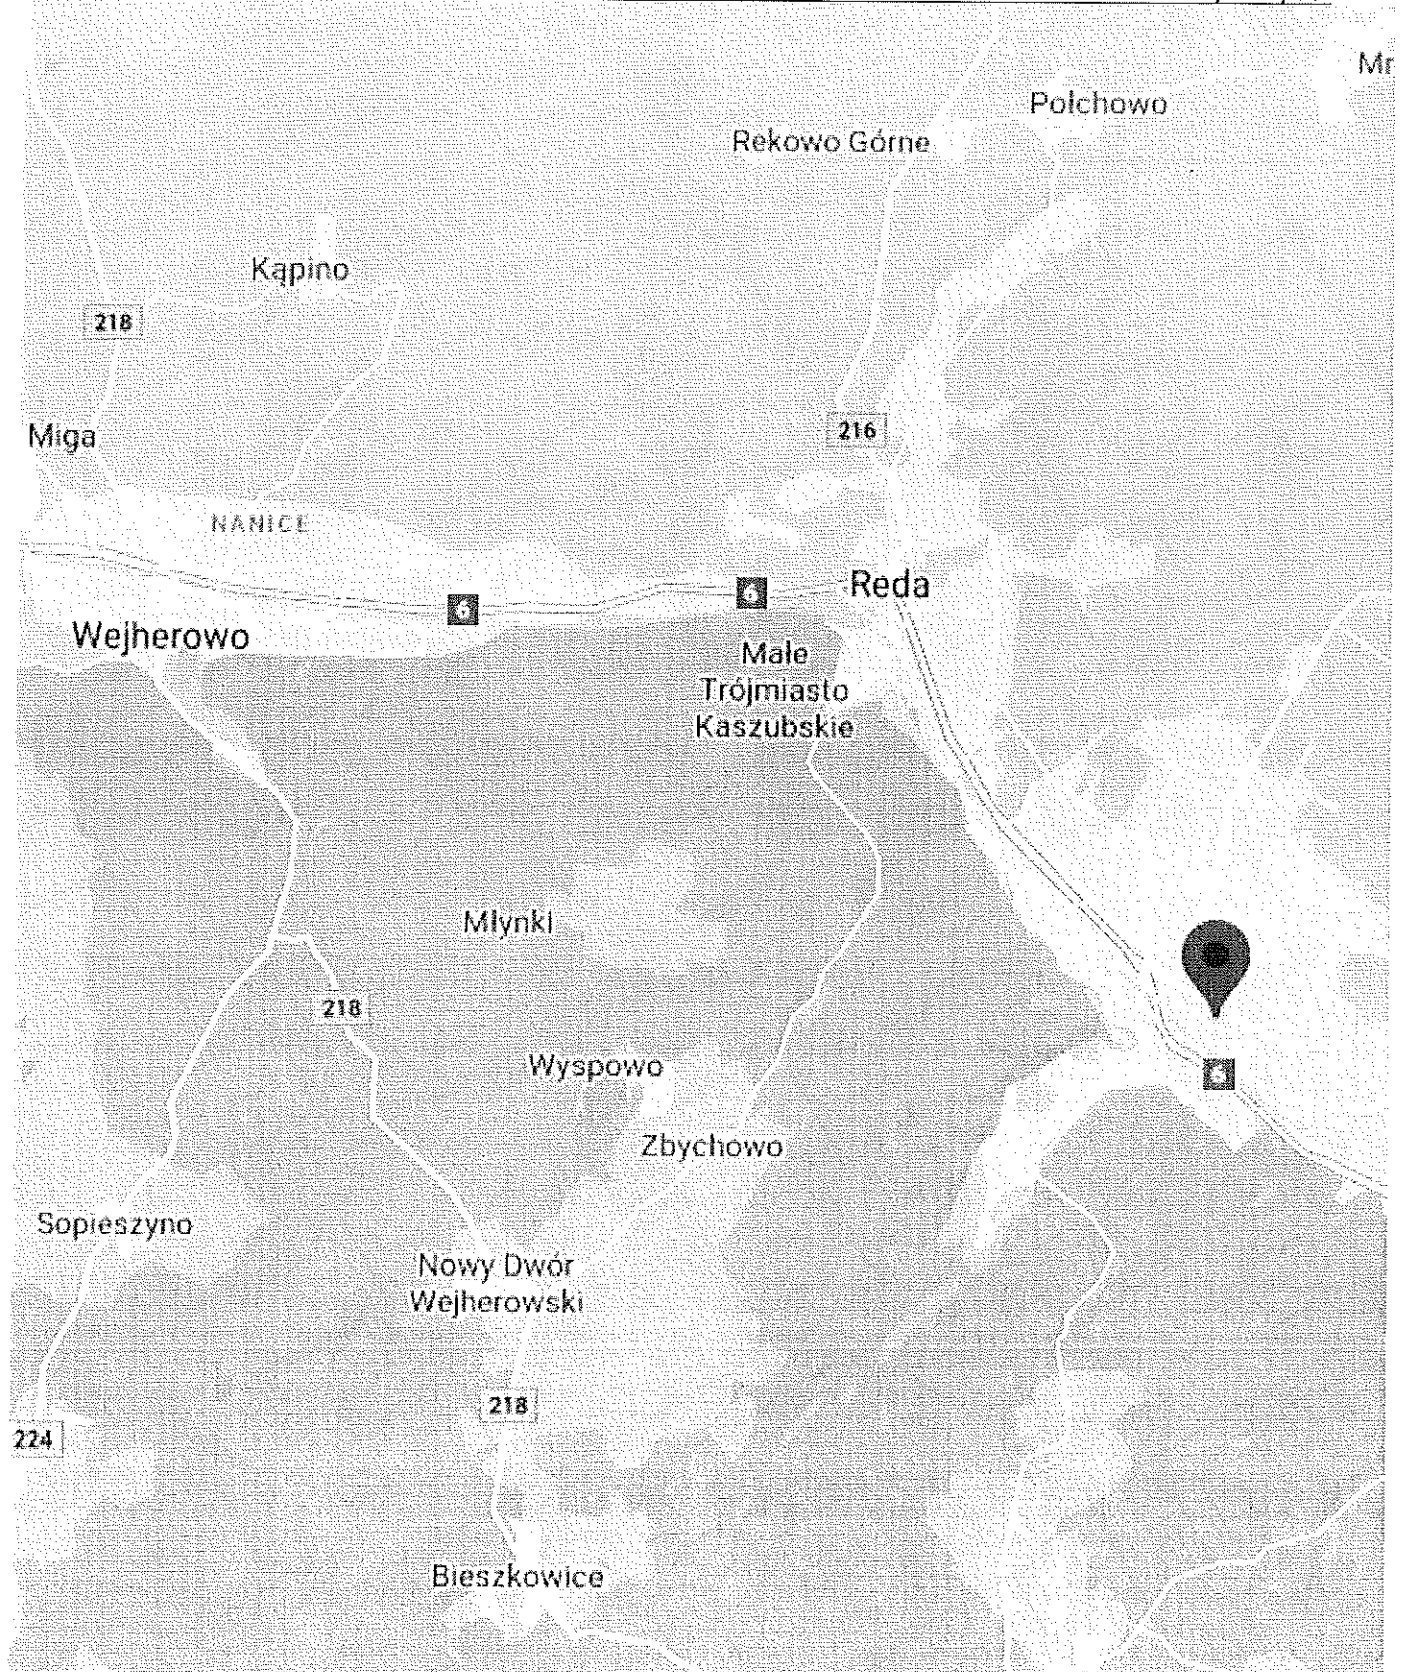 Polchowo
Rekowo Górne
Kąpino
218
Miga
216
NANICE
6
6
Reda
Wejherowo
Małe
Trójmiasto
Kaszubskie
Młynki
218
Wyspowo
6
Zbychowo
Sopieszyno
Nowy Dwór
Wejherowski
218
224
Bieszkowice